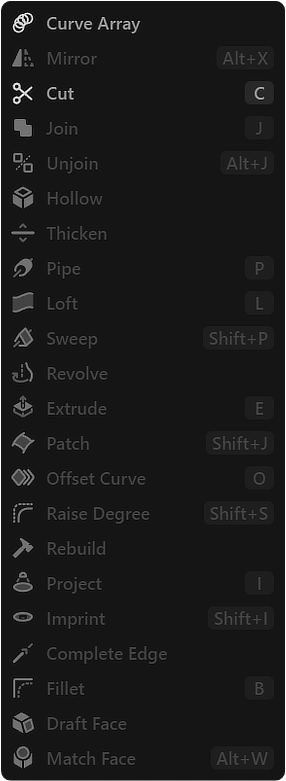 Curve Array
Mirror Alt+X
Cut C
Join J
Unjoin Alt+J
Hollow
Thicken
Pipe P
Loft L
Sweep Shift+P
Revolve
Extrude E
Patch Shift+J
Offset Curve O
Raise Degree Shift+S
Rebuild
Project I
Imprint Shift+I
Complete Edge
Fillet B
Draft Face
Match Face Alt+W